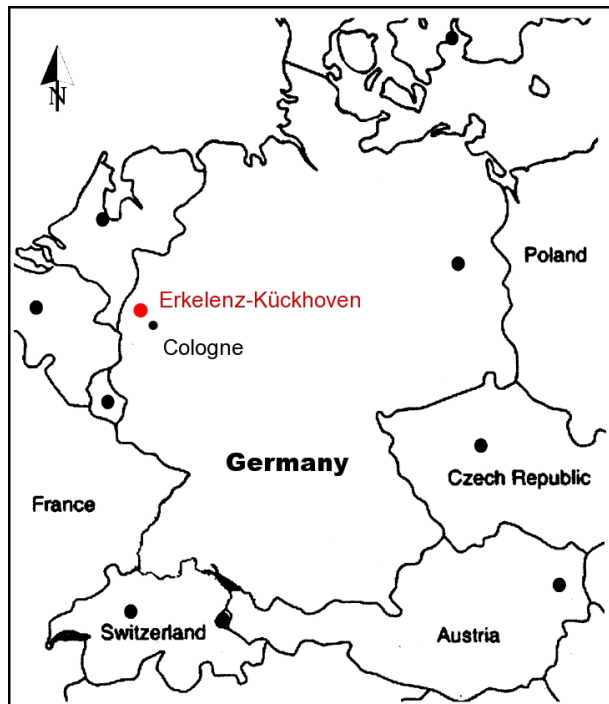 N
Poland
Erkelenz-Kückhoven
Cologne
Germany
Czech Republic
France
Switzerland
Austria